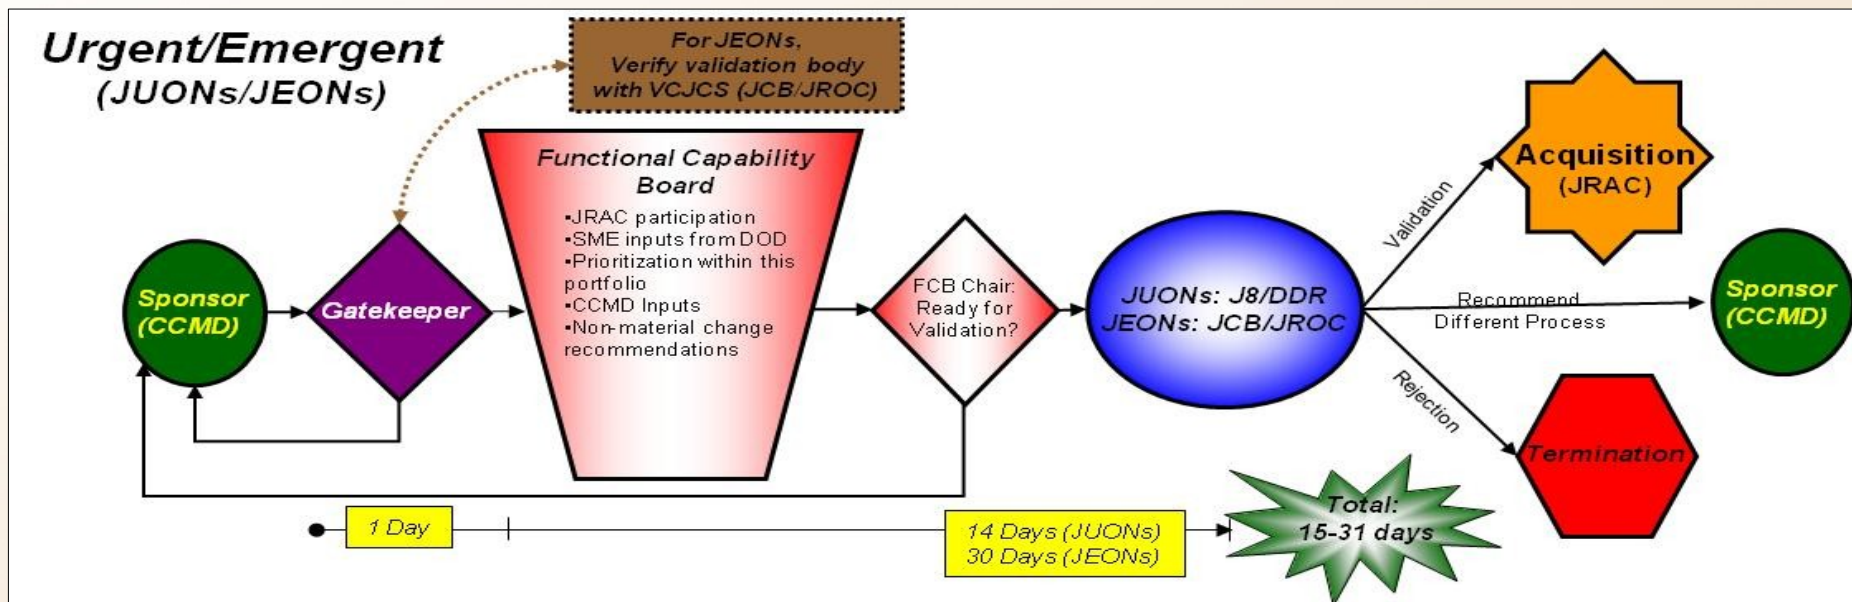 Urgent/Emergent
(JUONs/JEONs)
For JEONs,
Verify validation body
with VCJCS (JCB/JROC)
Functional Capability
Board
▪JRAC participation
▪SME inputs from DOD
▪Prioritization within this
portfolio
▪CCMD Inputs
▪Non-material change
recommendations
Sponsor
(CCMD)
Gatekeeper
FCB Chair:
Ready for
Validation?
JUONs: J8/DDR
JEONs: JCB/JROC
Validation
Acquisition
(JRAC)
Recommend
Different Process
Sponsor
(CCMD)
Rejection
Termination
1 Day
14 Days (JUONs)
30 Days (JEONs)
Total:
15-31 days